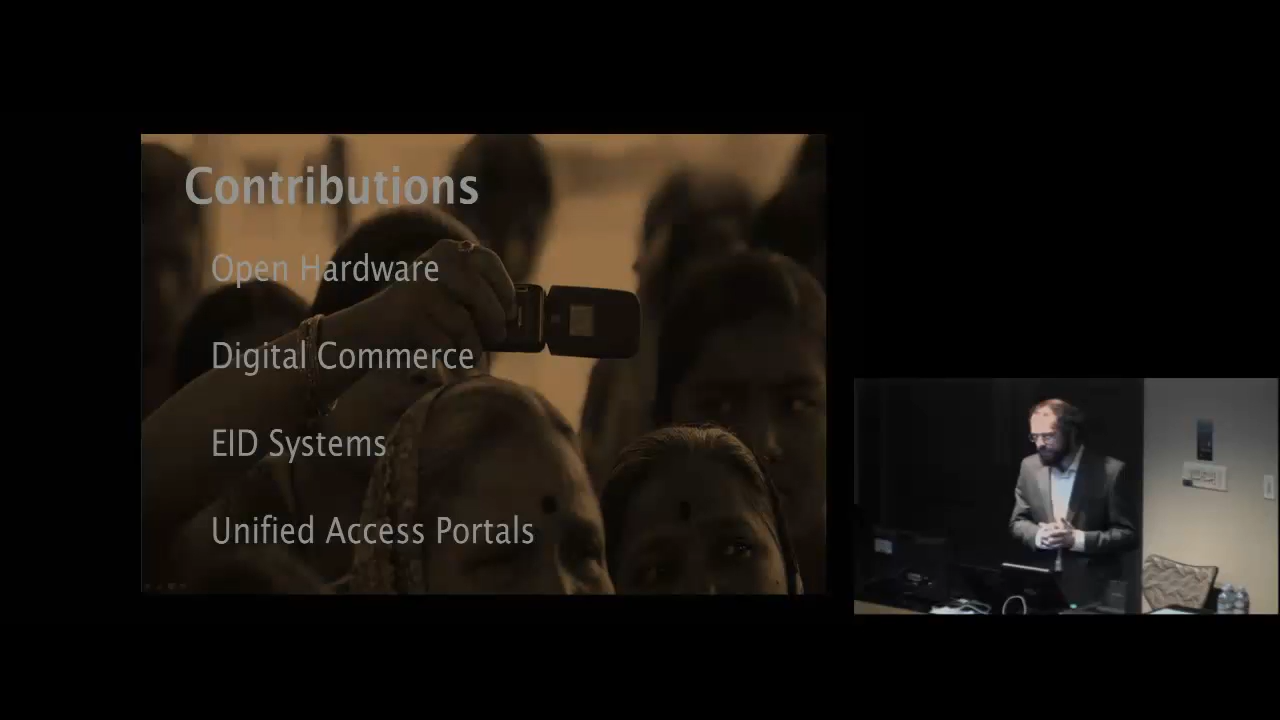 Contributions
Open Hardware
Digital Commerce
EID Systems
Unified Access Portals